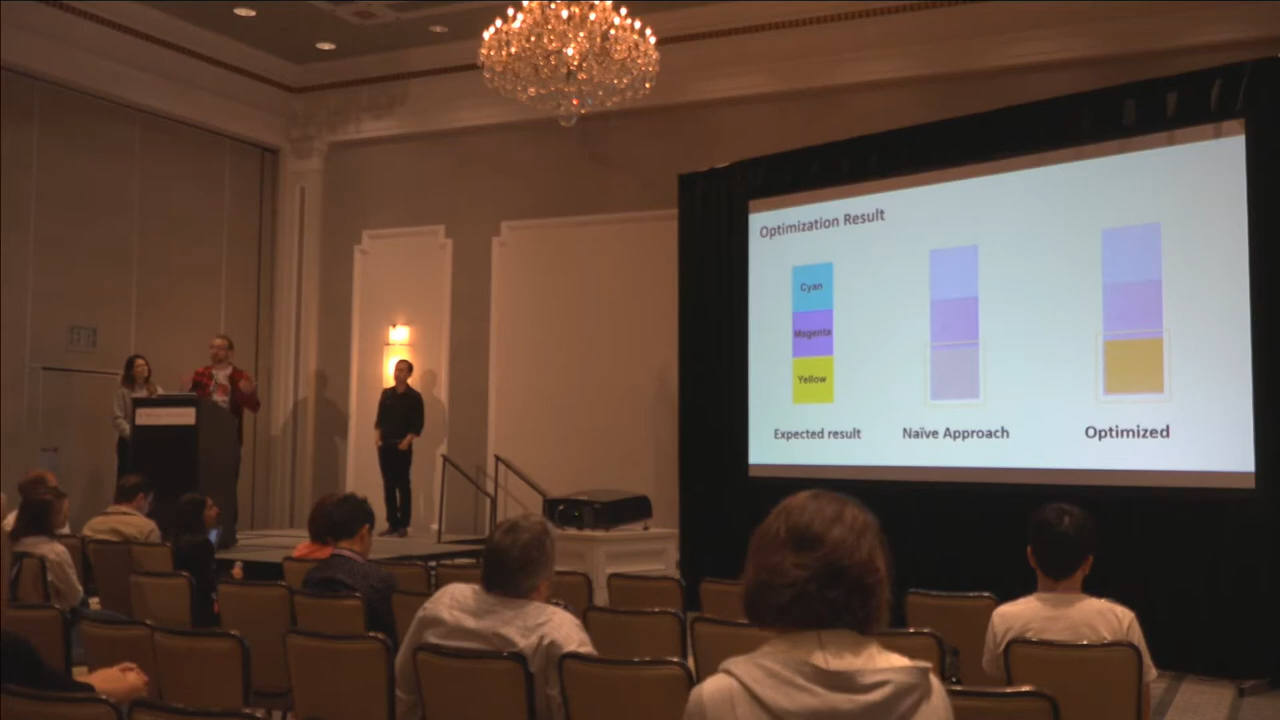 Optimization Result
Cyan
Magenta
Yellow
Expected result
Naïve Approach
Optimized